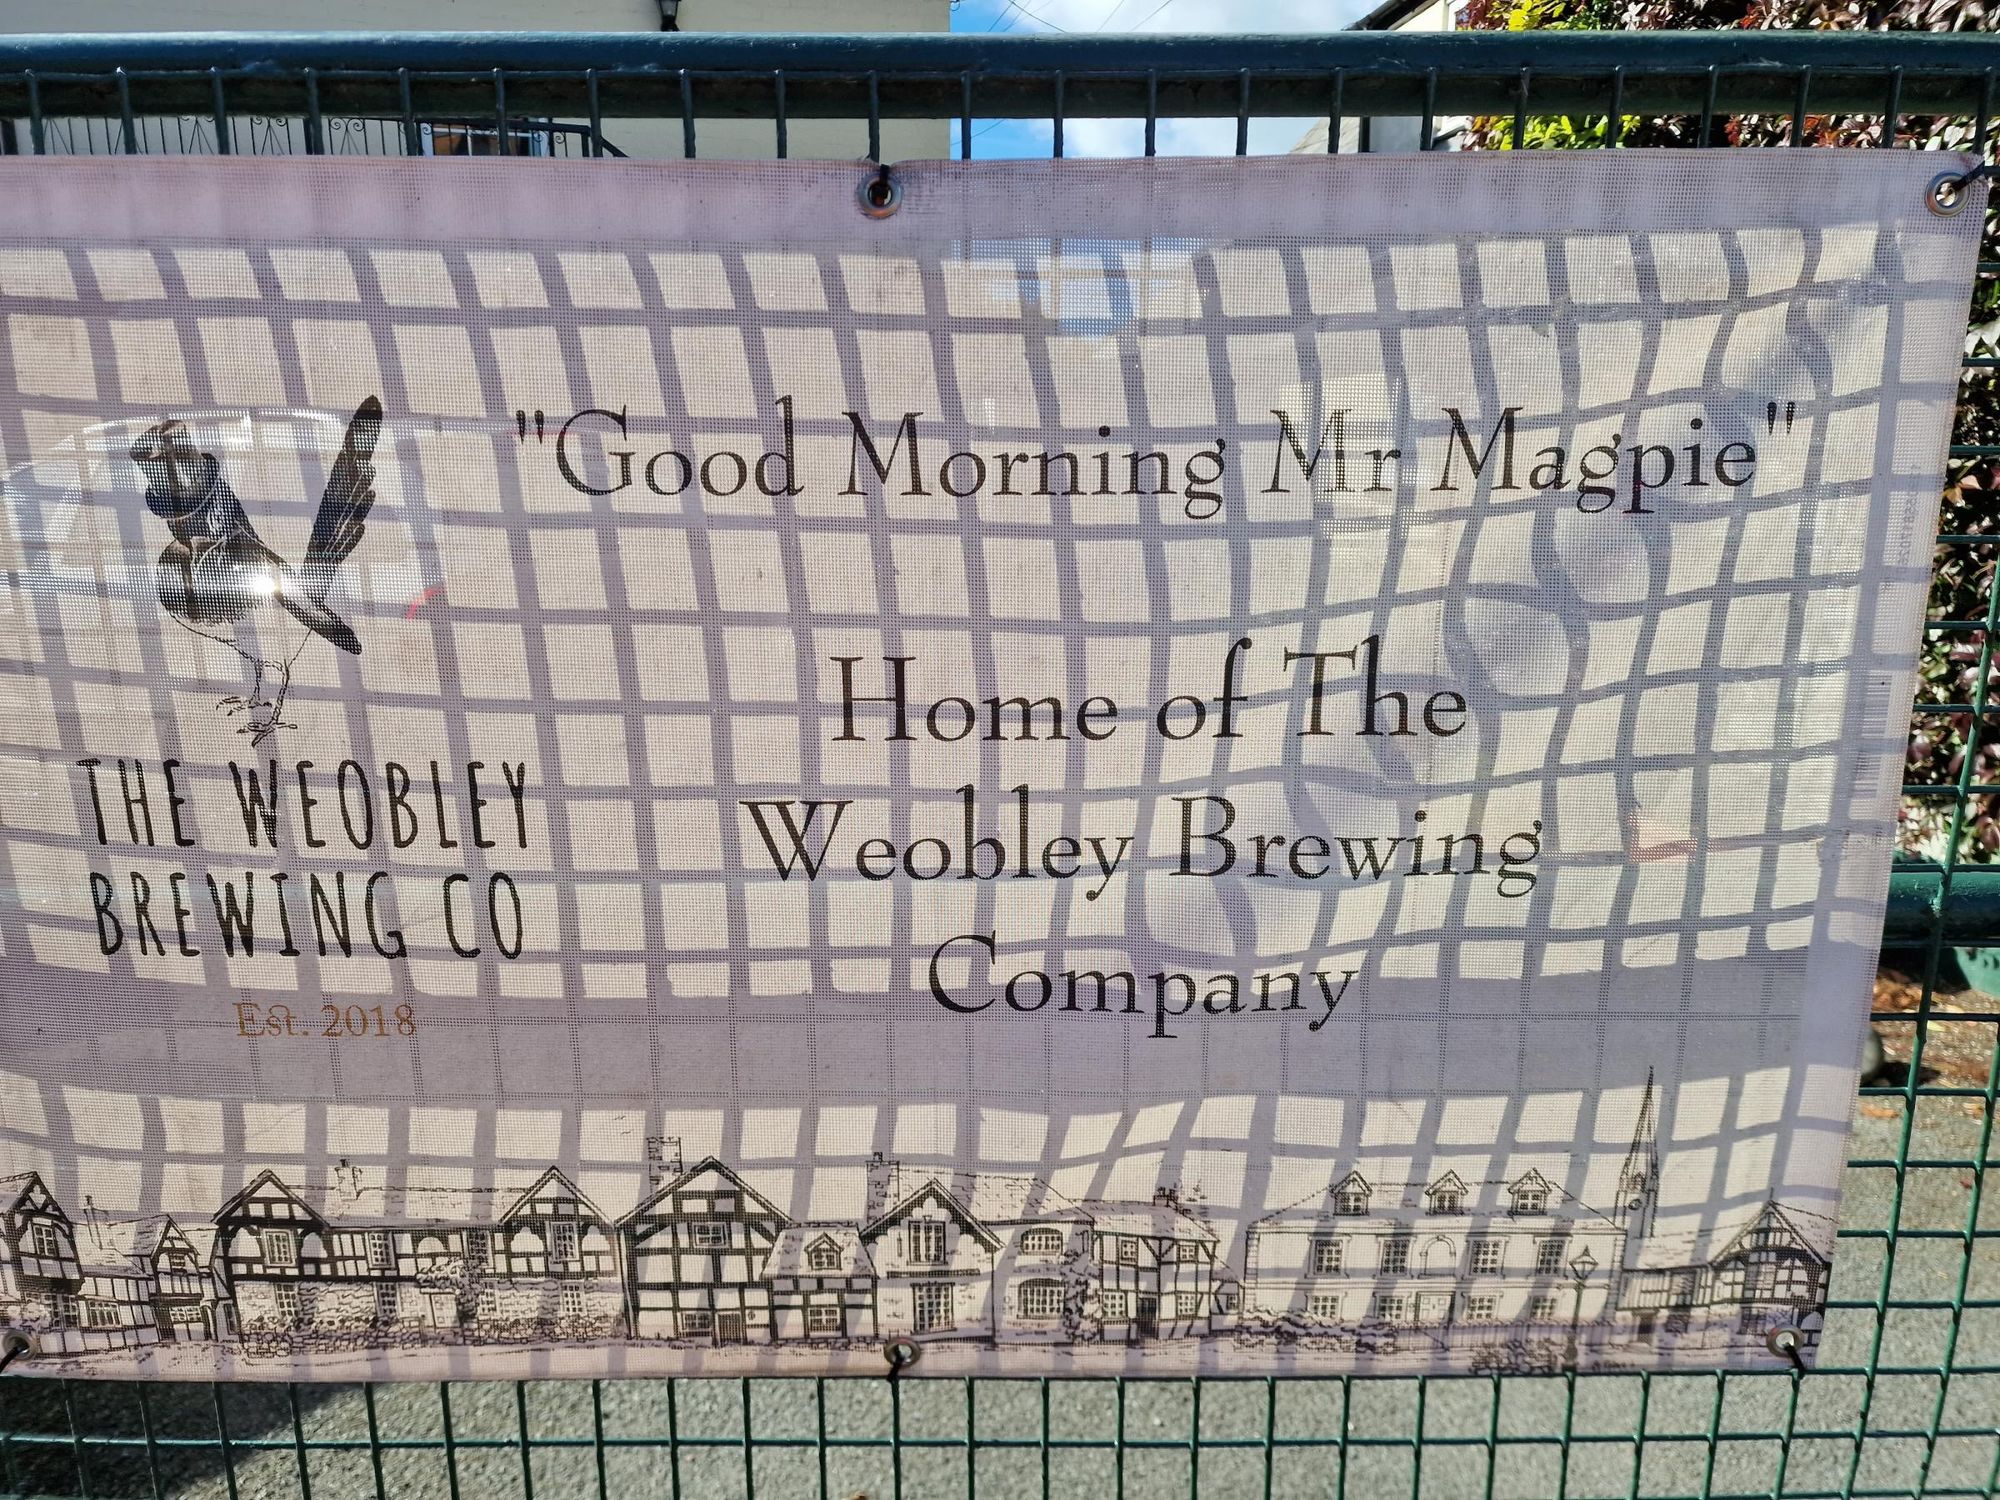 "Good Morning Mr Magpie"
Home of The
Weobley Brewing
Company
THE WEOBLEY
BREWING CO
Est. 2018